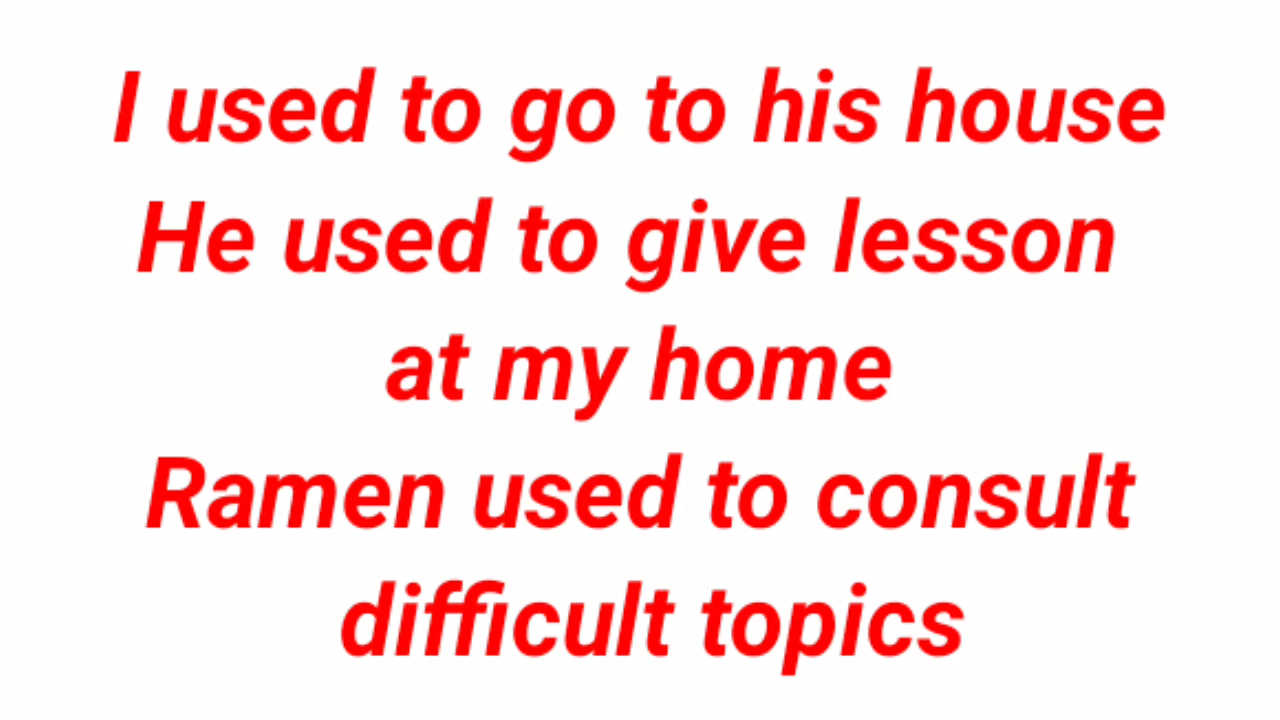 I used to go to his house
He used to give lesson
at my home
Ramen used to consult
difficult topics